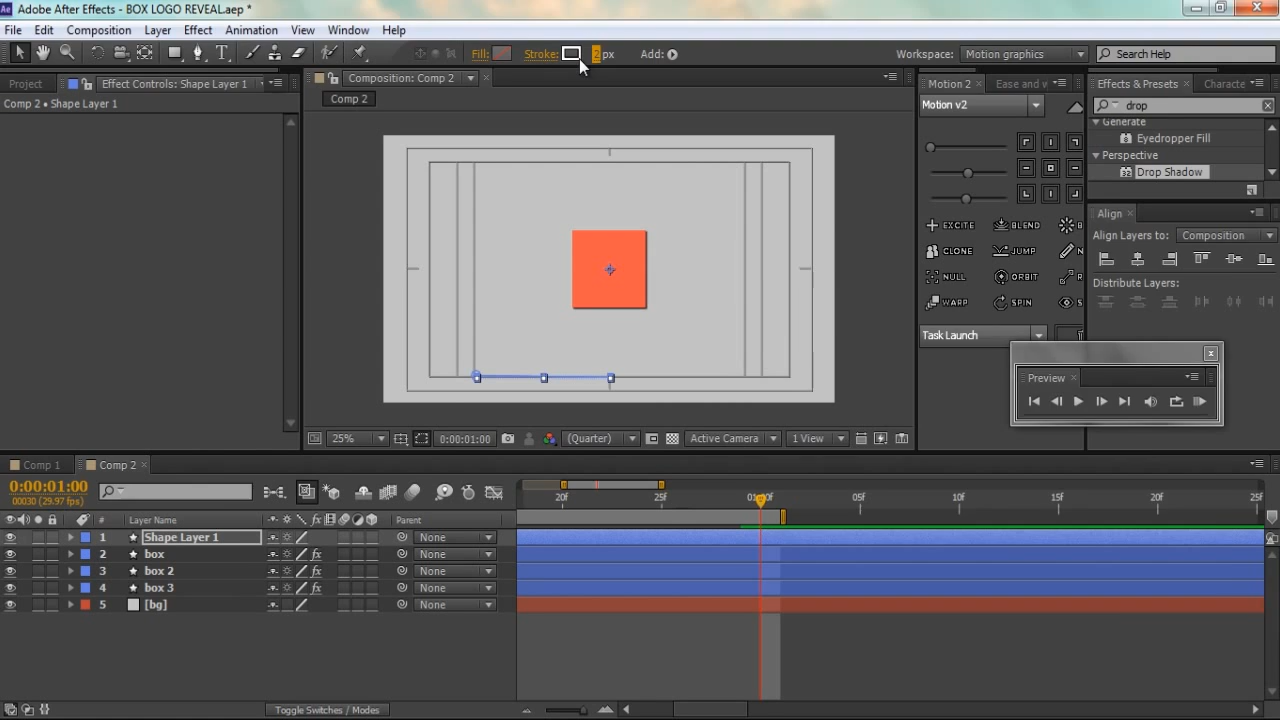 Adobe After Effects - BOX LOGO REVEAL.aep *
File Edit Composition Layer Effect Animation View Window Help
Fill: Stroke: 2 px Add: Workspace: Motion graphics Search Help
Project Effect Controls: Shape Layer 1 Composition: Comp 2 Motion 2 Ease and w Effects & Presets Characte
Comp 2 • Shape Layer 1 Comp 2 Motion v2 drop
Generate
Eyedropper Fill
Perspective
Drop Shadow
Align
EXCITE BLEND B
Align Layers to: Composition
CLONE JUMP N
NULL ORBIT R
Distribute Layers:
WARP SPIN S
Task Launch
Preview
25% 0:00:01:00 (Quarter) Active Camera 1 View
Comp 1 Comp 2
0:00:01:00
00030 (29.97 fps)
20f 25f 01:00f 05f 10f 15f 20f 25f
# Layer Name fx Parent
1 Shape Layer 1 None
2 box fx None
3 box 2 fx None
4 box 3 fx None
5 [bg] None
Toggle Switches / Modes